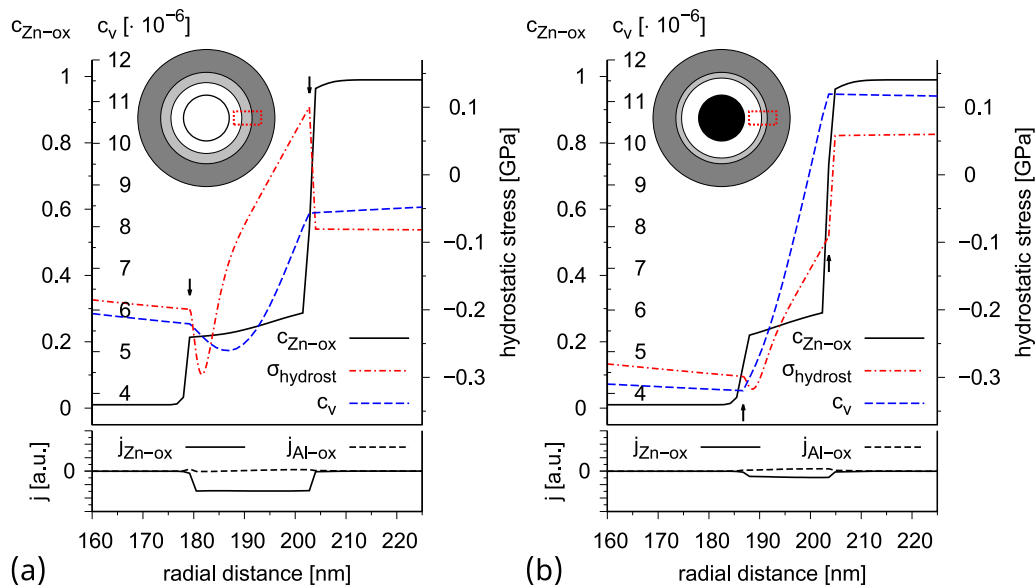 c_Zn-ox c_v [· 10^-6]
12
1
11
0.8
10
9
0.6
8
7
0.4
6
0.2
5
4
0
0.1
0
−0.1
−0.2
−0.3
hydrostatic stress [GPa]
c_Zn-ox
σ_hydrost
c_v
j_Zn-ox j_Al-ox
j [a.u.]
0
160 170 180 190 200 210 220
radial distance [nm]
(a)
c_Zn-ox c_v [· 10^-6]
12
1
11
0.8
10
9
0.6
8
7
0.4
6
0.2
5
4
0
0.1
0
−0.1
−0.2
−0.3
hydrostatic stress [GPa]
c_Zn-ox
σ_hydrost
c_v
j_Zn-ox j_Al-ox
j [a.u.]
0
160 170 180 190 200 210 220
radial distance [nm]
(b)